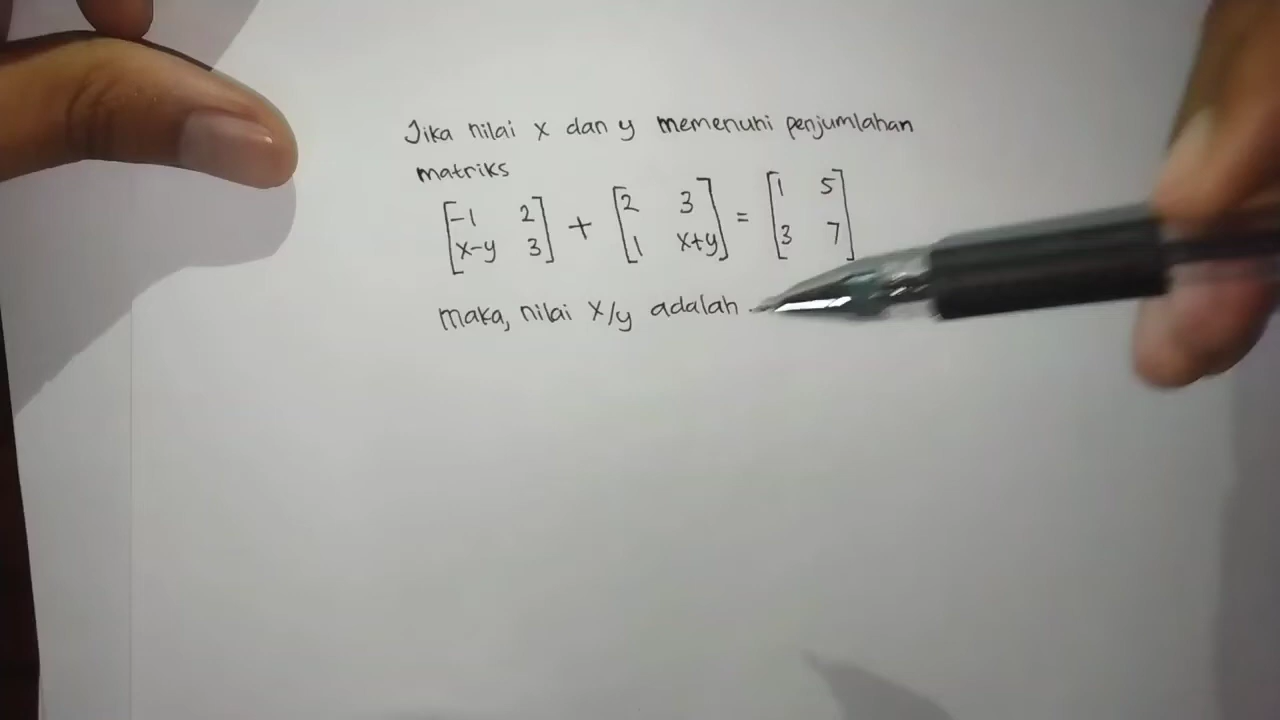 Jika nilai x dan y memenuhi penjumlahan
matriks
[-1 2] + [2 3] = [1 5]
[x-y 3] [1 x+y] [3 7]
maka, nilai x/y adalah